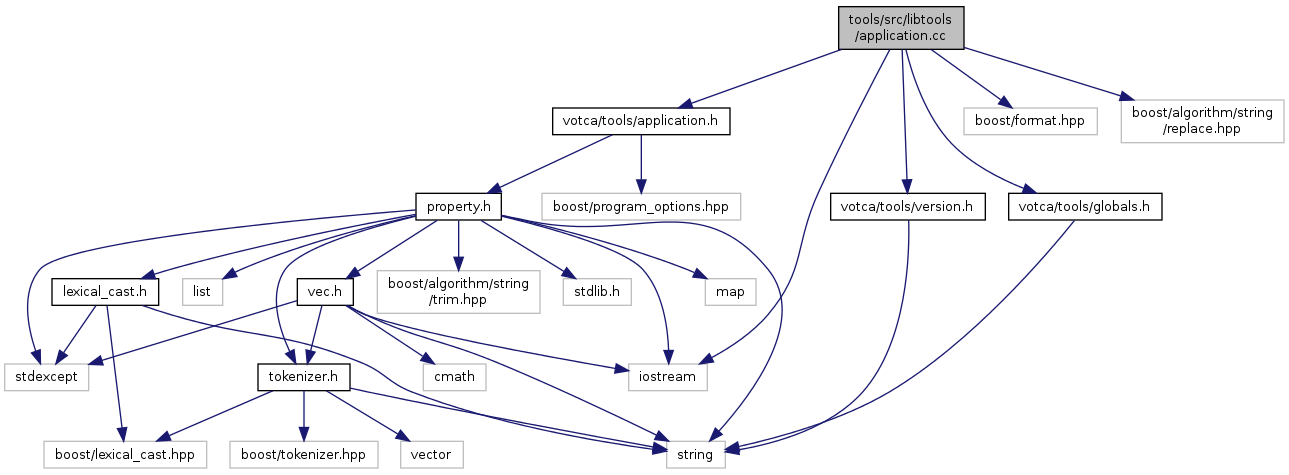 tools/src/libtools
/application.cc
votca/tools/application.h
boost/format.hpp
boost/algorithm/string
/replace.hpp
property.h
boost/program_options.hpp
votca/tools/version.h
votca/tools/globals.h
lexical_cast.h
list
vec.h
boost/algorithm/string
/trim.hpp
stdlib.h
map
stdexcept
tokenizer.h
cmath
iostream
boost/lexical_cast.hpp
boost/tokenizer.hpp
vector
string